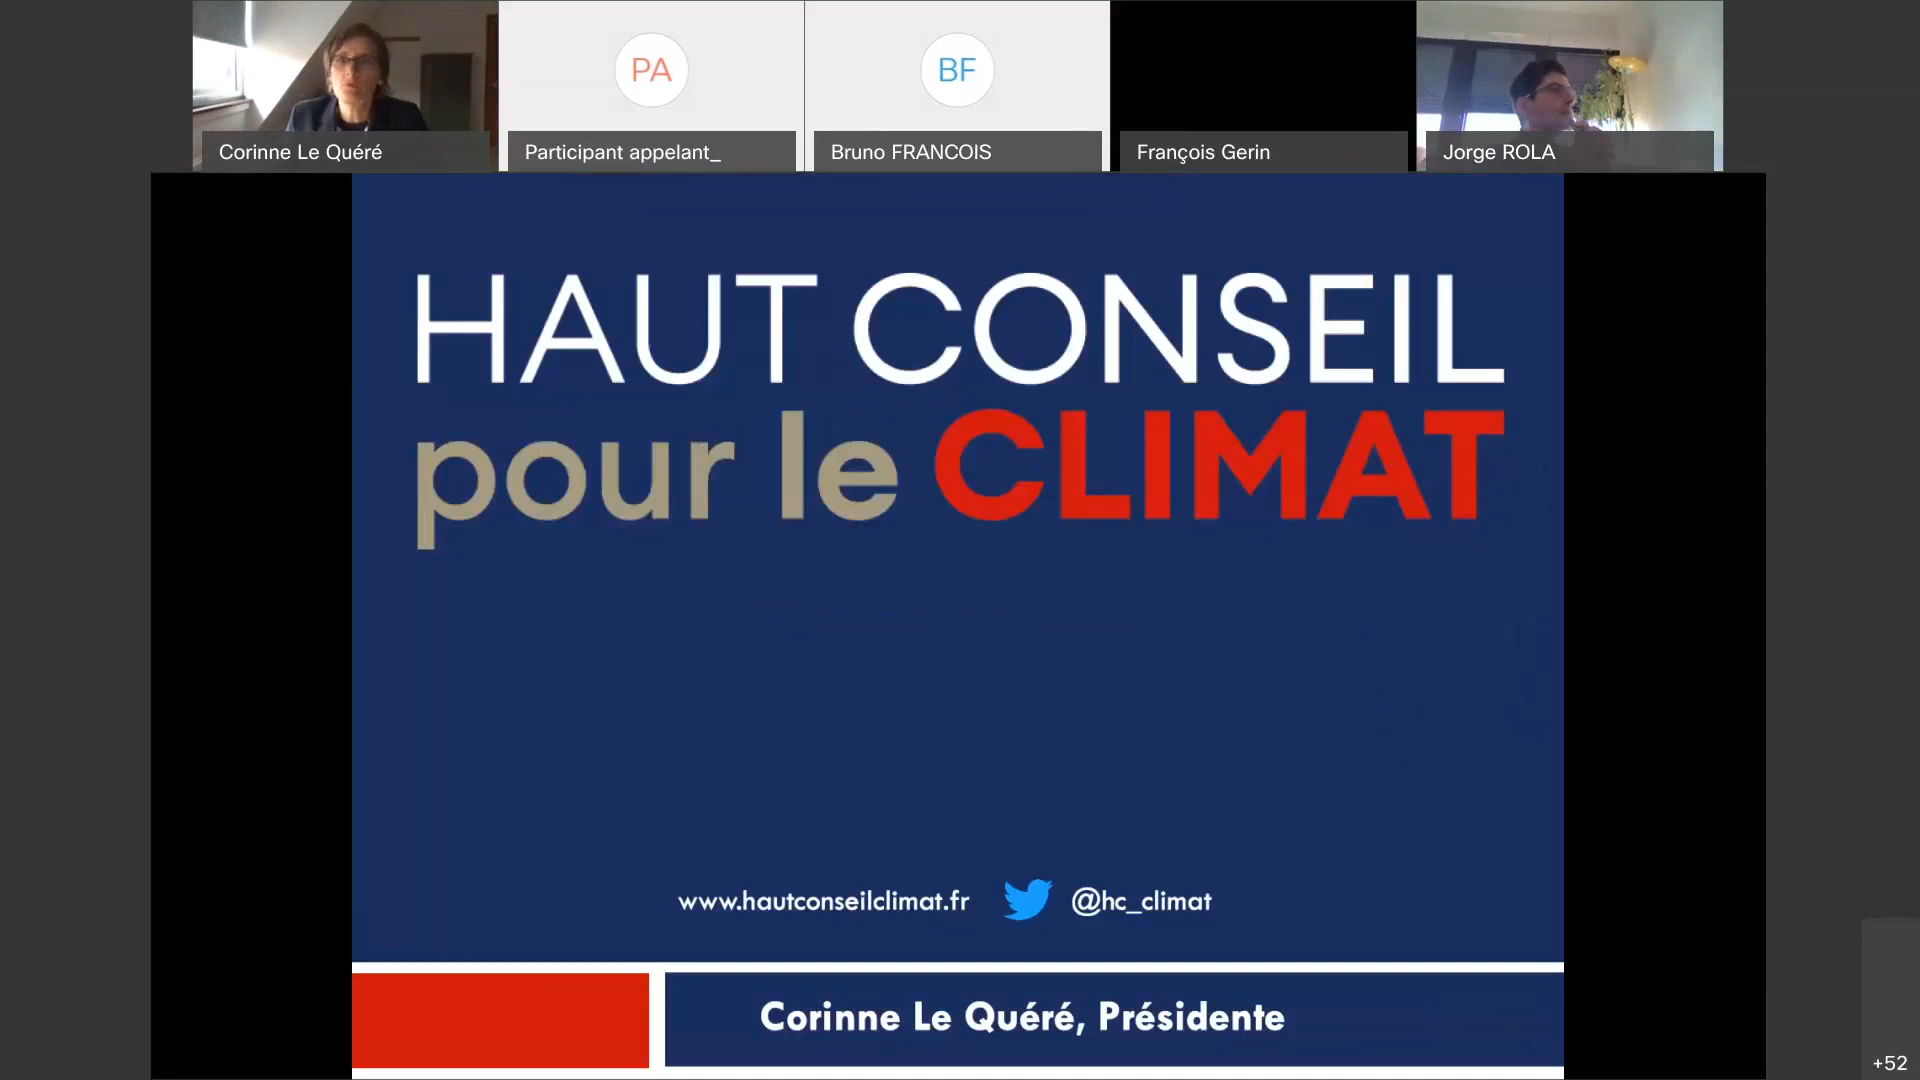 PA
BF
Corinne Le Quéré
Participant appelant_
Bruno FRANCOIS
François Gerin
Jorge ROLA
HAUT CONSEIL
pour le CLIMAT
www.hautconseilclimat.fr
@hc_climat
Corinne Le Quéré, Présidente
+52